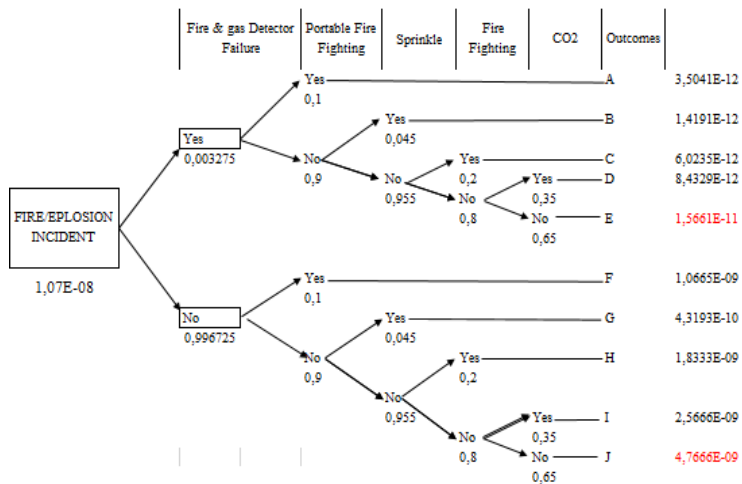 Fire & gas Detector
Failure
Portable Fire
Fighting
Sprinkle
Fire
Fighting
CO2
Outcomes
Yes
0,1
A
3,5041E-12
Yes
0,045
B
1,4191E-12
Yes
0,003275
No
0,9
Yes
0,2
C
6,0235E-12
No
0,955
Yes
0,35
D
8,4329E-12
No
0,8
No
0,65
E
1,5661E-11
FIRE/EPLOSION
INCIDENT
1,07E-08
Yes
0,1
F
1,0665E-09
No
0,996725
Yes
0,045
G
4,3193E-10
No
0,9
Yes
0,2
H
1,8333E-09
No
0,955
Yes
0,35
I
2,5666E-09
No
0,8
No
0,65
J
4,7666E-09